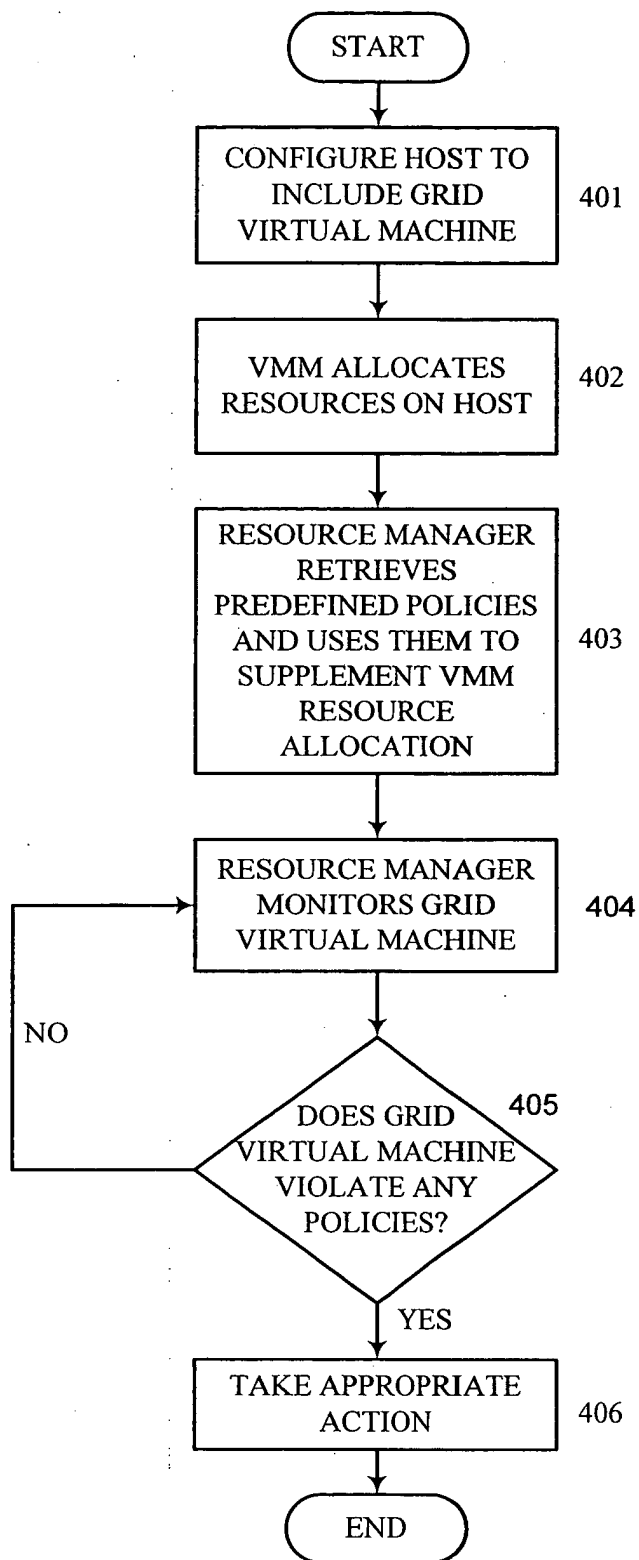 START
CONFIGURE HOST TO
INCLUDE GRID
VIRTUAL MACHINE
401
VMM ALLOCATES
RESOURCES ON HOST
402
RESOURCE MANAGER
RETRIEVES
PREDEFINED POLICIES
AND USES THEM TO
SUPPLEMENT VMM
RESOURCE
ALLOCATION
403
RESOURCE MANAGER
MONITORS GRID
VIRTUAL MACHINE
404
NO
DOES GRID
VIRTUAL MACHINE
VIOLATE ANY
POLICIES?
405
YES
TAKE APPROPRIATE
ACTION
406
END